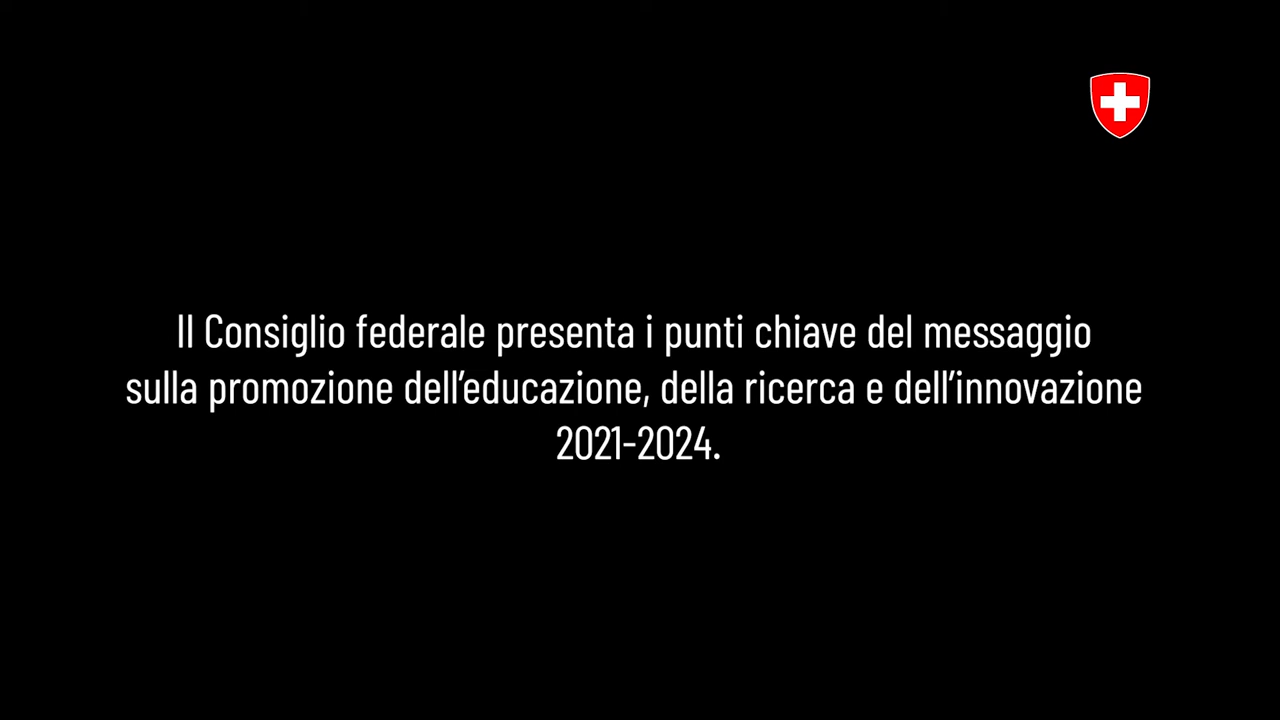 Il Consiglio federale presenta i punti chiave del messaggio
sulla promozione dell’educazione, della ricerca e dell’innovazione
2021-2024.